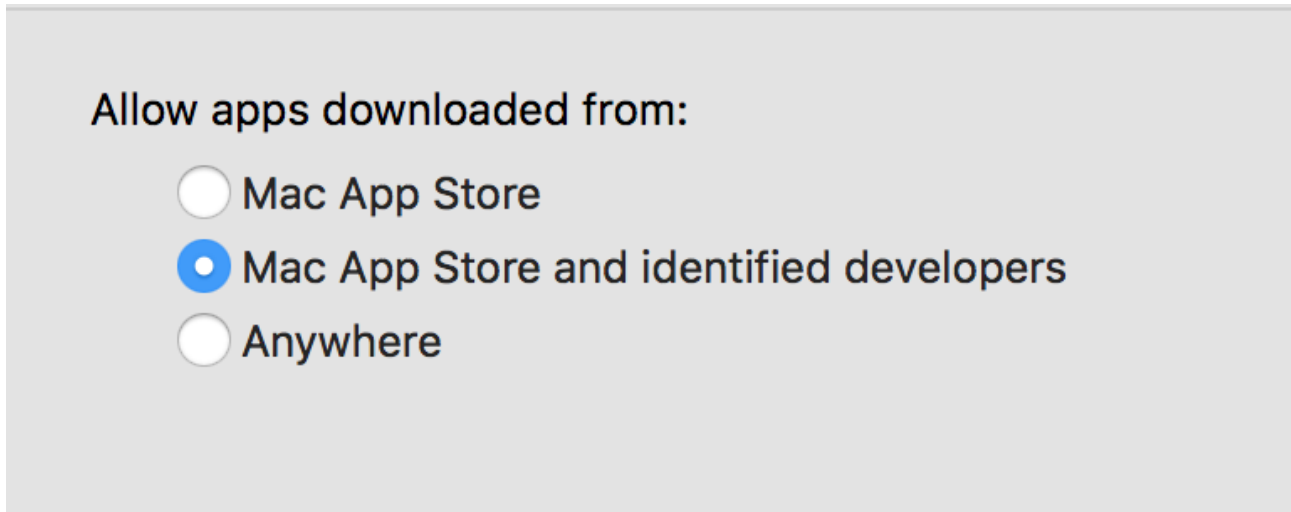 Allow apps downloaded from:
Mac App Store
Mac App Store and identified developers
Anywhere